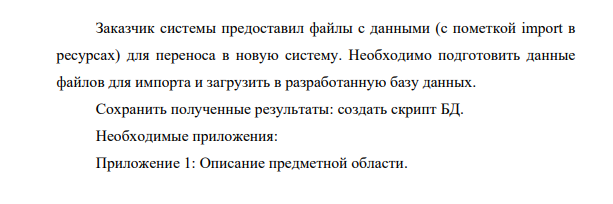 Заказчик системы предоставил файлы с данными (с пометкой import в
ресурсах) для переноса в новую систему. Необходимо подготовить данные
файлов для импорта и загрузить в разработанную базу данных.
Сохранить полученные результаты: создать скрипт БД.
Необходимые приложения:
Приложение 1: Описание предметной области.